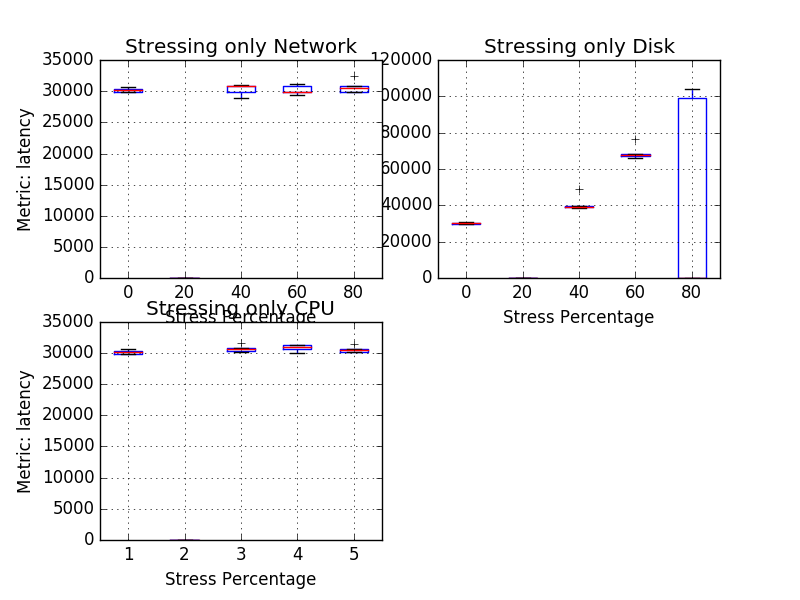 Stressing only Network
35000
30000
25000
20000
15000
10000
5000
0
Metric: latency
0 20 40 60 80
Stress Percentage
Stressing only Disk
120000
00000
80000
60000
40000
20000
0
0 20 40 60 80
Stress Percentage
Stressing only CPU
35000
30000
25000
20000
15000
10000
5000
0
Metric: latency
1 2 3 4 5
Stress Percentage